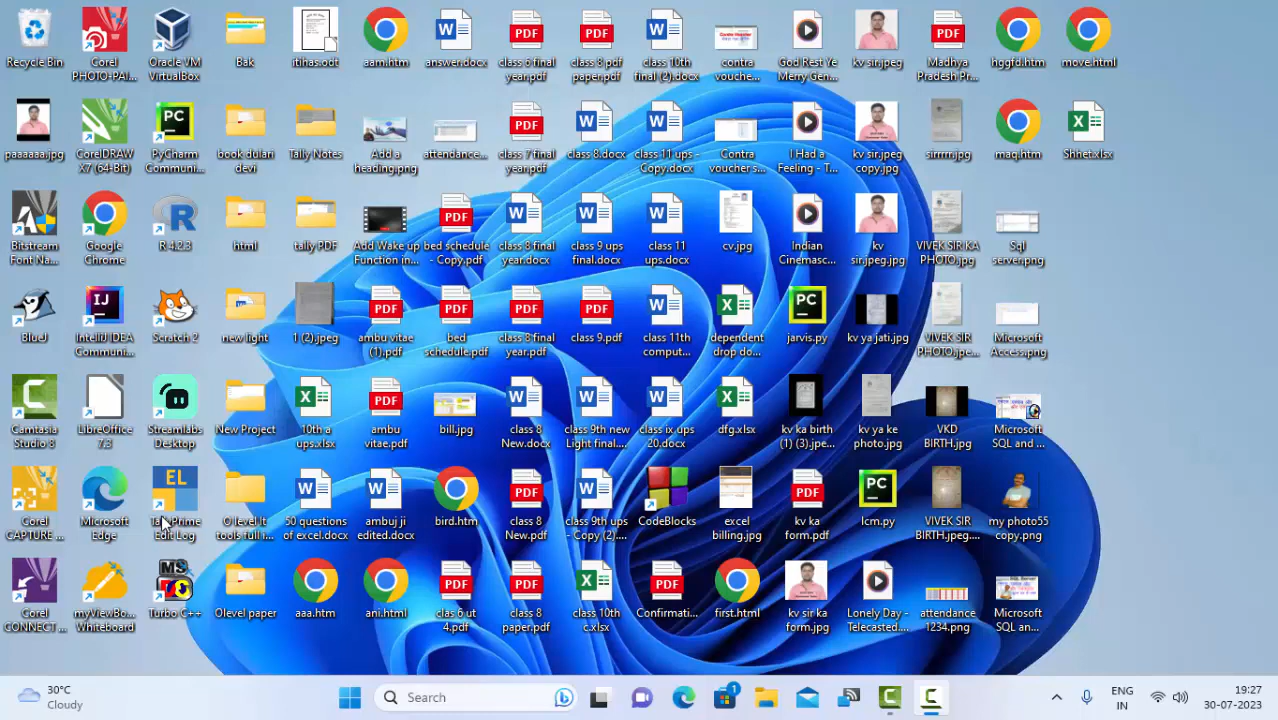 Recycle Bin
Corel
PHOTO-PAI...
Oracle VM
VirtualBox
Bak
itihas.out
aam.htm
answer.docx
class 6 final
year.pdf
class 8 pdf
paper.pdf
class 10th
final (2).docx
contra
vouche...
God Rest Ye
Merry Gen...
kv sir.jpeg
Madhya
Pradesh Pr...
hggfd.htm
move.html
paaaaaa.jpg
CorelDRAW
X7 (64-Bit)
PyCharm
Communi...
book dulari
devi
Tally Notes
Add a
heading.png
attendance...
class 7 final
year.pdf
class 8.docx
class 11 ups -
Copy.docx
Contra
voucher s...
I Had a
Feeling - T...
kv sir.jpeg
copy.jpg
sirrrrr.jpg
maq.htm
Shhet.xlsx
Bitstream
Font Na...
Google
Chrome
R 4.2.3
html
tally PDF
Add Wake up
Function in...
bed schedule
- Copy.pdf
class 8 final
year.docx
class 9 ups
final.docx
class 11
ups.docx
cv.jpg
Indian
Cinemasc...
kv
sir.jpeg.jpg
VIVEK SIR KA
PHOTO.jpg
Sql
server.png
BlueJ
IntelliJ IDEA
Communi...
Scratch 2
new light
1 (2).jpeg
ambu vitae
(1).pdf
bed
schedule.pdf
class 8 final
year.pdf
class 9.pdf
class 11th
comput...
dependent
drop do...
jarvis.py
kv ya jati.jpg
VIVEK SIR
PHOTO.jpe...
Microsoft
Access.png
Camtasia
Studio 8
LibreOffice
7.3
Streamlabs
Desktop
New Project
10th a
ups.xlsx
ambu
vitae.pdf
bill.jpg
class 8
New.docx
class 9th new
Light final....
class ix ups
20.docx
dfg.xlsx
kv ka birth
(1) (3).jpe...
kv ya ke
photo.jpg
VKD
BIRTH.jpg
Microsoft
SQL and ...
Corel
CAPTURE ...
Microsoft
Edge
EL
TallyPrime
Edit Log
O level It
tools full i...
50 questions
of excel.docx
ambuj ji
edited.docx
bird.htm
class 8
New.pdf
class 9th ups
- Copy (2)....
CodeBlocks
excel
billing.jpg
kv ka
form.pdf
lcm.py
VIVEK SIR
BIRTH.jpeg....
my photo55
copy.png
Corel
CONNECT ...
myViewBo...
Whiteboard
Turbo C++
Olevel paper
aaa.htm
ani.html
clas 6 ut
4.pdf
class 8
paper.pdf
class 10th
c.xlsx
Confirmati...
first.html
kv sir ka
form.jpg
Lonely Day -
Telecasted....
attendance
1234.png
Microsoft
SQL an...
30°C
Cloudy
Search
1
ENG
IN
19:27
30-07-2023